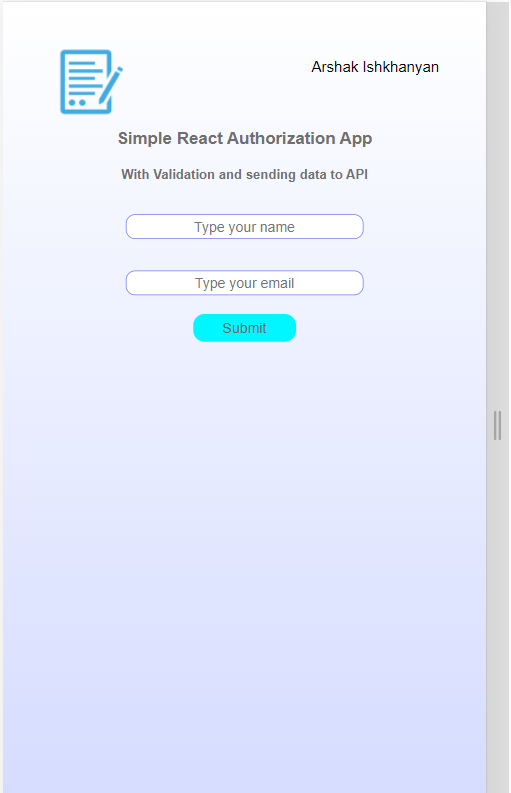 Arshak Ishkhanyan
Simple React Authorization App
With Validation and sending data to API
Type your name
Type your email
Submit